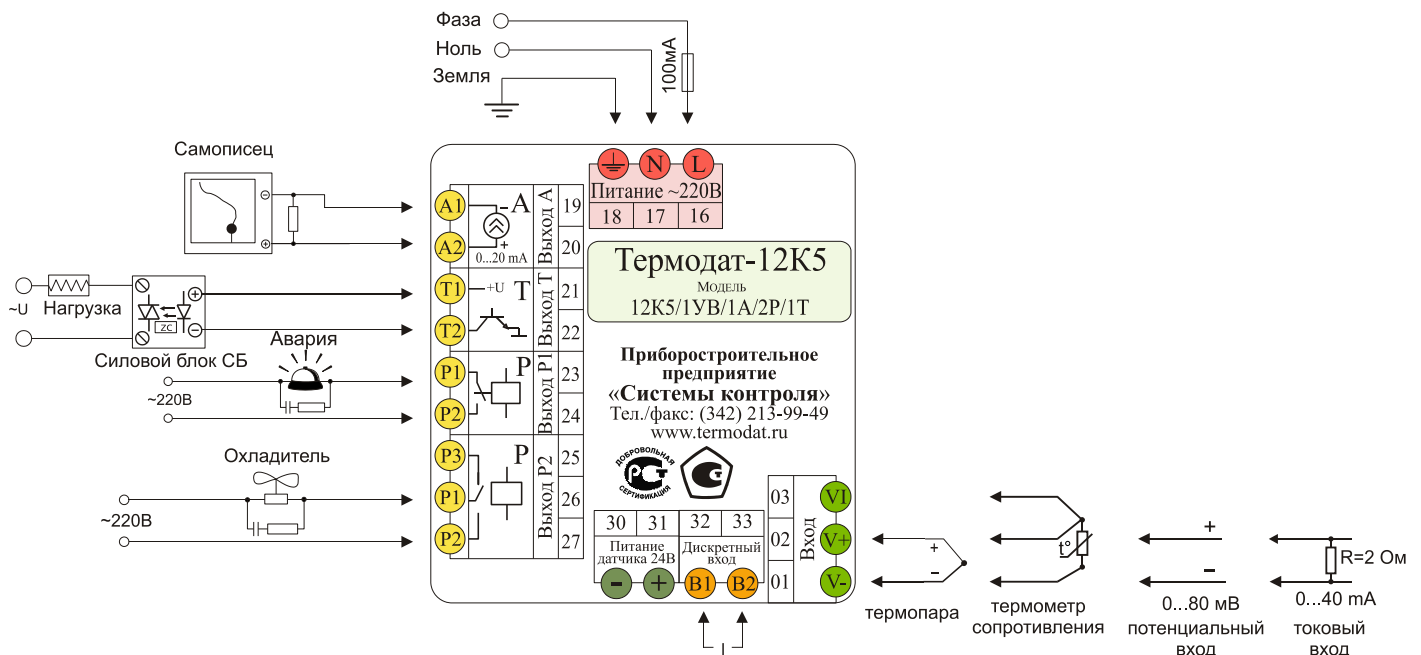 Фаза
Ноль
Земля
100мА
Самописец
~U
Нагрузка
ZC
Силовой блок СБ
Авария
~220В
Охладитель
~220В
A1
A2
- А
+
0...20 mA
Выход А
19
20
T1
T2
+U
Т
Выход Т
21
22
P1
P2
Р
Выход Р1
23
24
P3
P1
P2
Р
Выход Р2
25
26
27
N
L
Питание ~220В
18
17
16
Термодат-12К5
Модель
12К5/1УВ/1А/2Р/1Т
Приборостроительное
предприятие
«Системы контроля»
Тел./факс: (342) 213-99-49
www.termodat.ru
ДОБРОВОЛЬНАЯ
РСТ
СЕРТИФИКАЦИЯ
30
31
32
33
Питание
датчика 24В
Дискретный
вход
-
+
B1
B2
03
02
01
Вход
VI
V+
V-
+
-
термопара
t°
термометр
сопротивления
+
-
0...80 мВ
потенциальный
вход
R=2 Ом
0...40 mA
токовый
вход